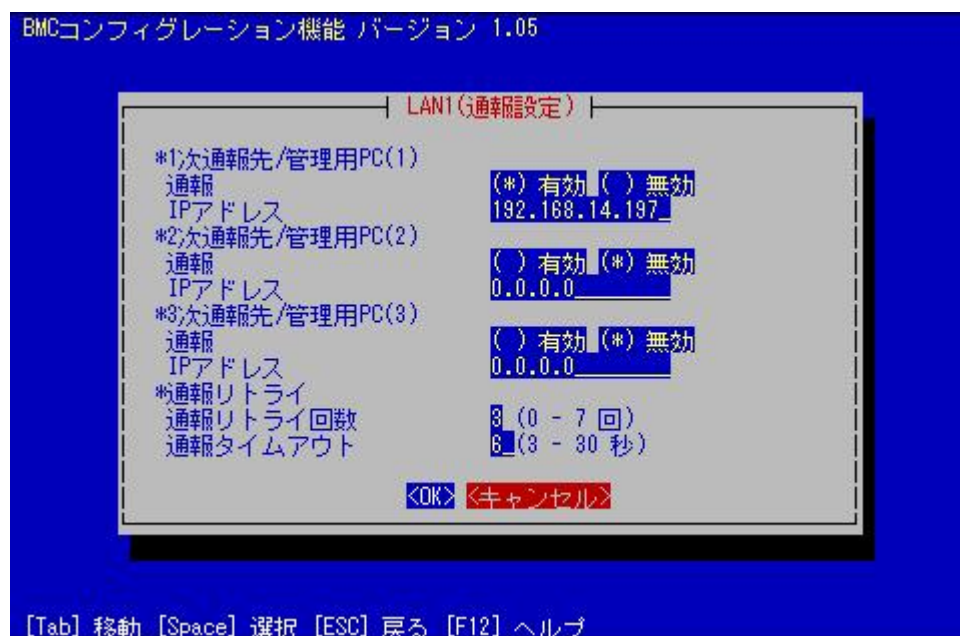 BMCコンフィグレーション機能 バージョン 1.05
LAN1(通報設定)
*1次通報先/管理用PC(1)
通報 (*) 有効 ( ) 無効
IPアドレス 192.168.14.197_
*2次通報先/管理用PC(2)
通報 ( ) 有効 (*) 無効
IPアドレス 0.0.0.0________
*3次通報先/管理用PC(3)
通報 ( ) 有効 (*) 無効
IPアドレス 0.0.0.0________
*通報リトライ
通報リトライ回数 3 (0 - 7 回)
通報タイムアウト 6_(3 - 30 秒)
<OK> <キャンセル>
[Tab] 移動 [Space] 選択 [ESC] 戻る [F12] ヘルプ